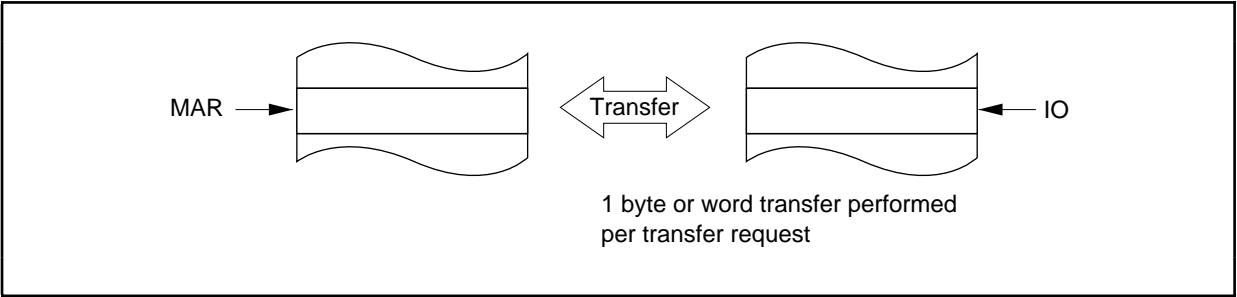 MAR
Transfer
IO
1 byte or word transfer performed
per transfer request